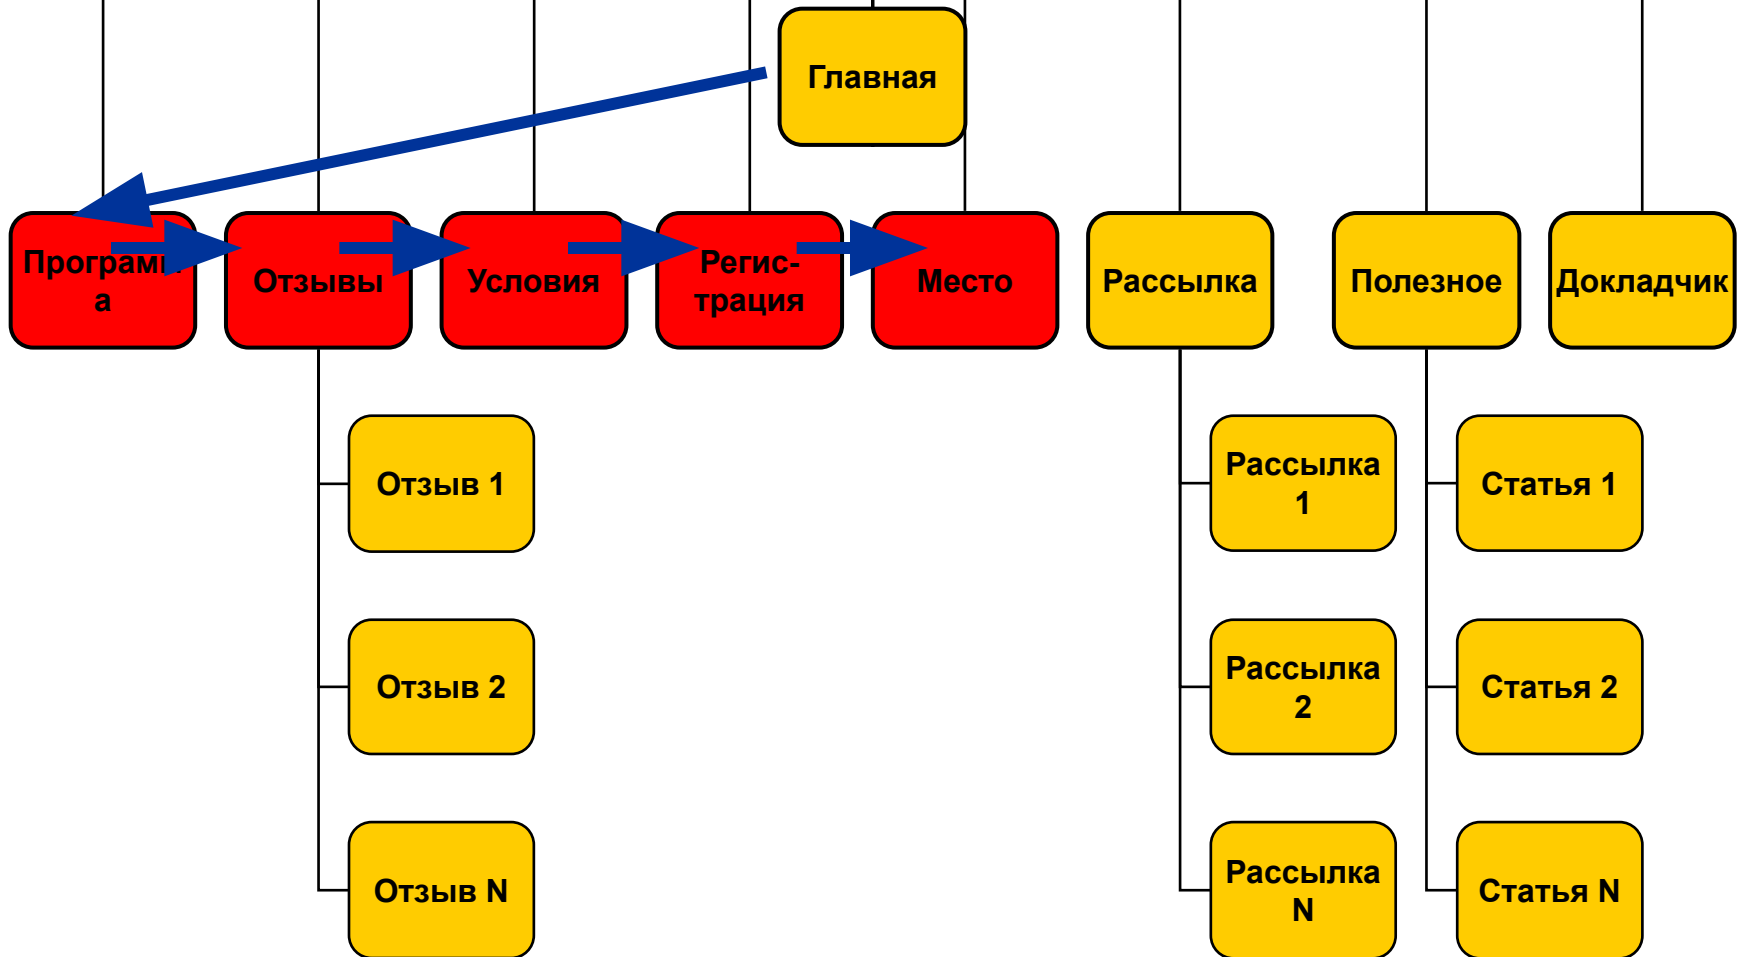 Главная
Программ
а
Отзывы
Условия
Регис-
трация
Место
Рассылка
Полезное
Докладчик
Отзыв 1
Рассылка
1
Статья 1
Отзыв 2
Рассылка
2
Статья 2
Отзыв N
Рассылка
N
Статья N